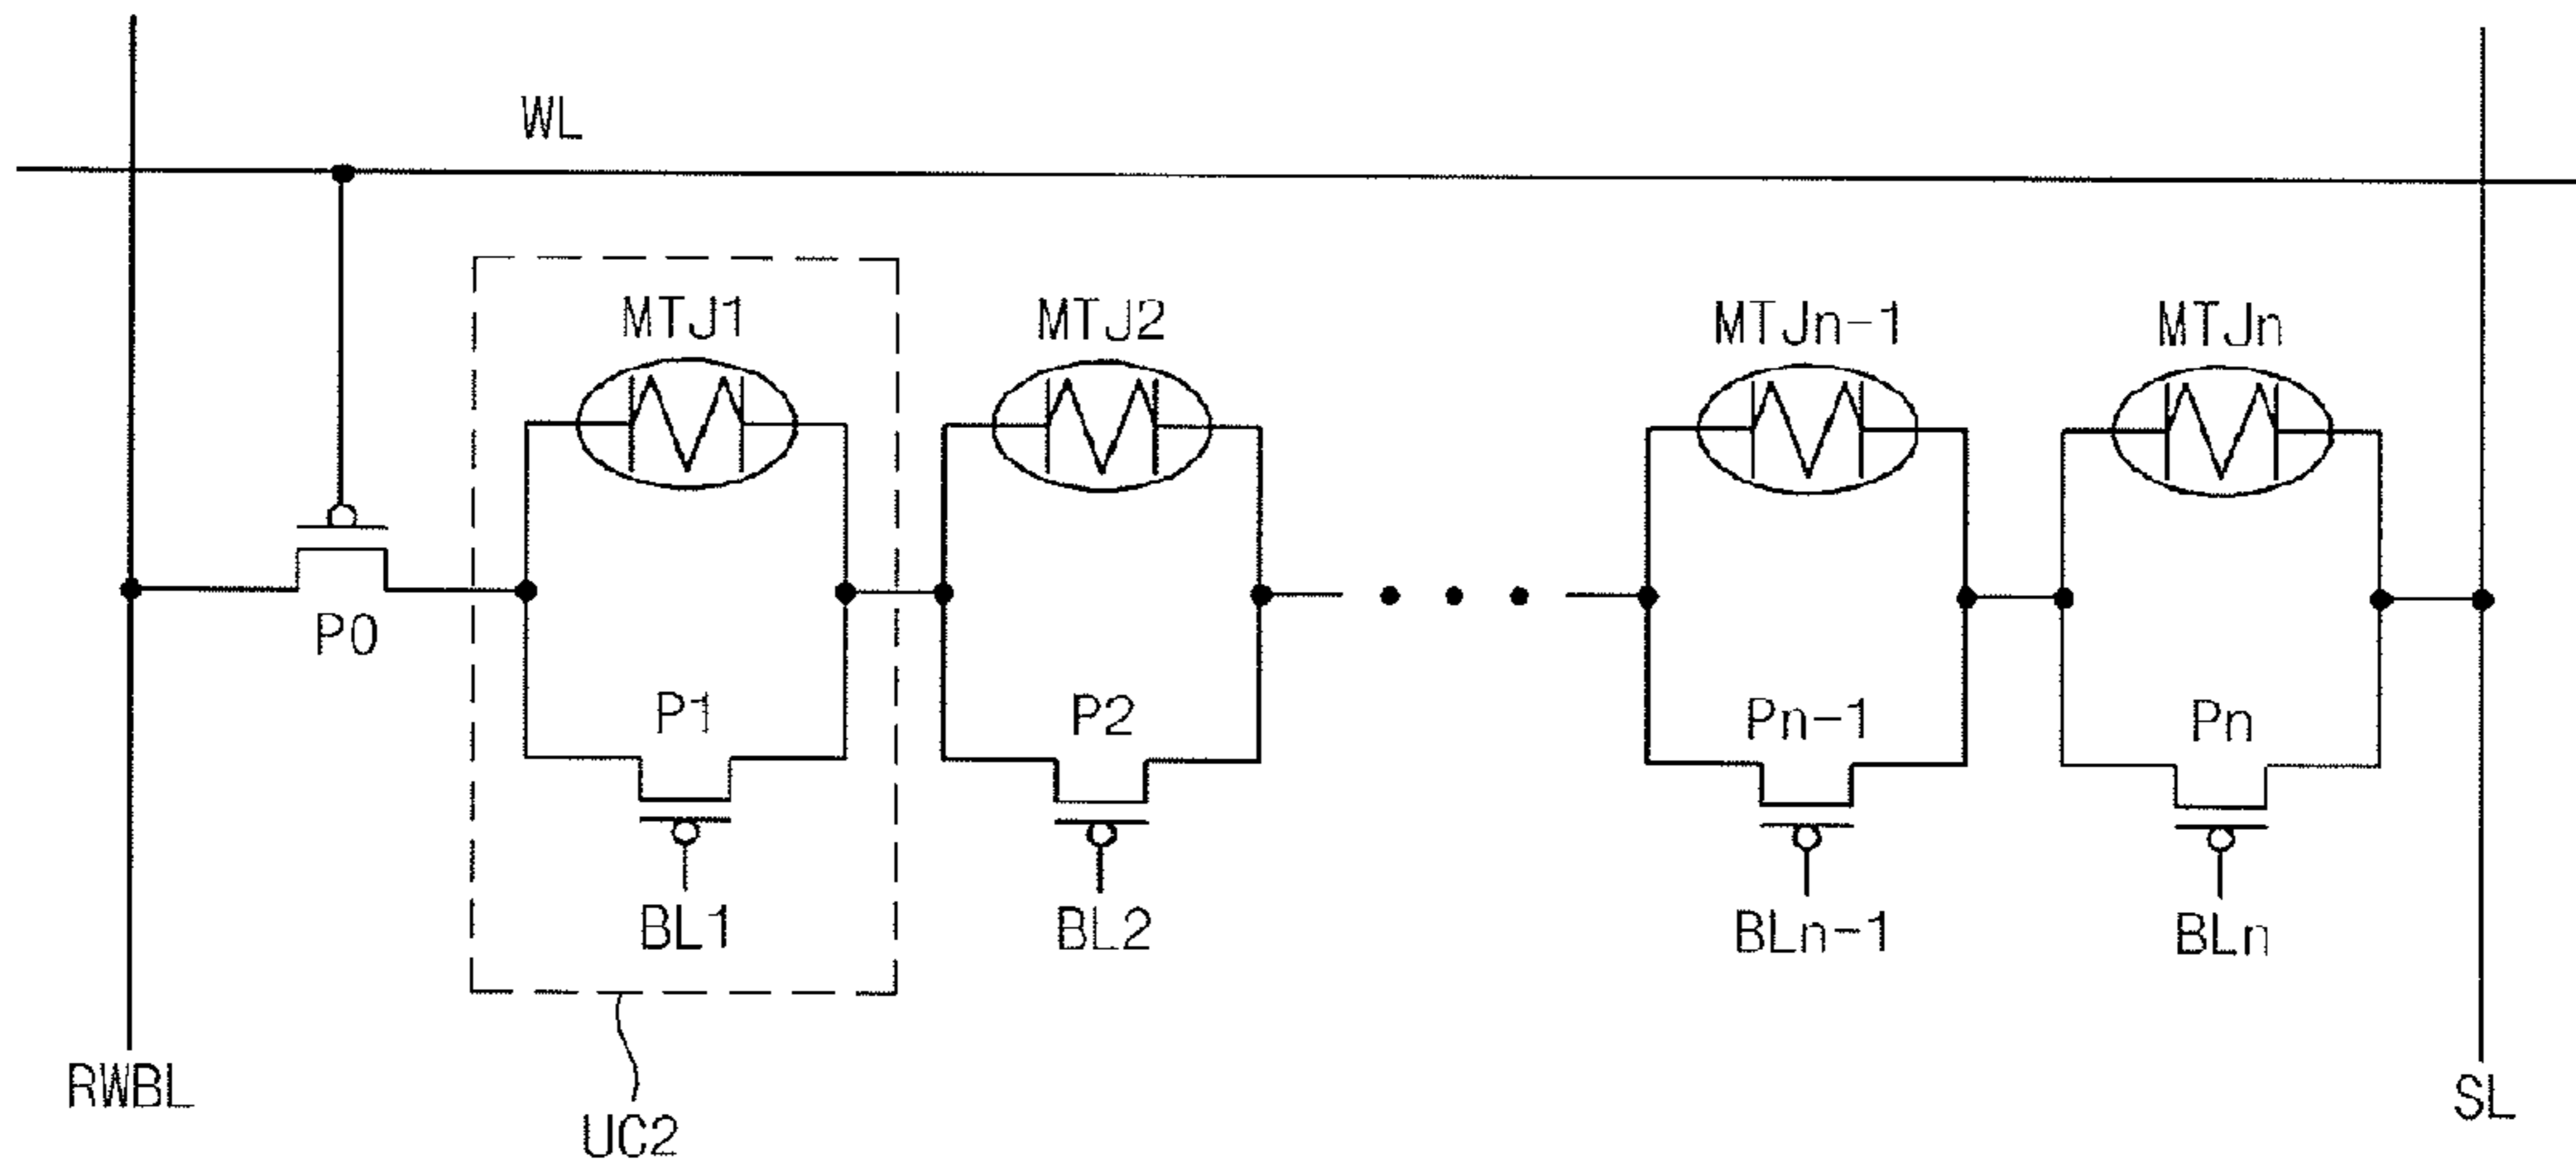 WL
MTJ1 MTJ2 MTJn-1 MTJn
P0
P1 P2 Pn-1 Pn
BL1 BL2 BLn-1 BLn
RWBL SL
UC2